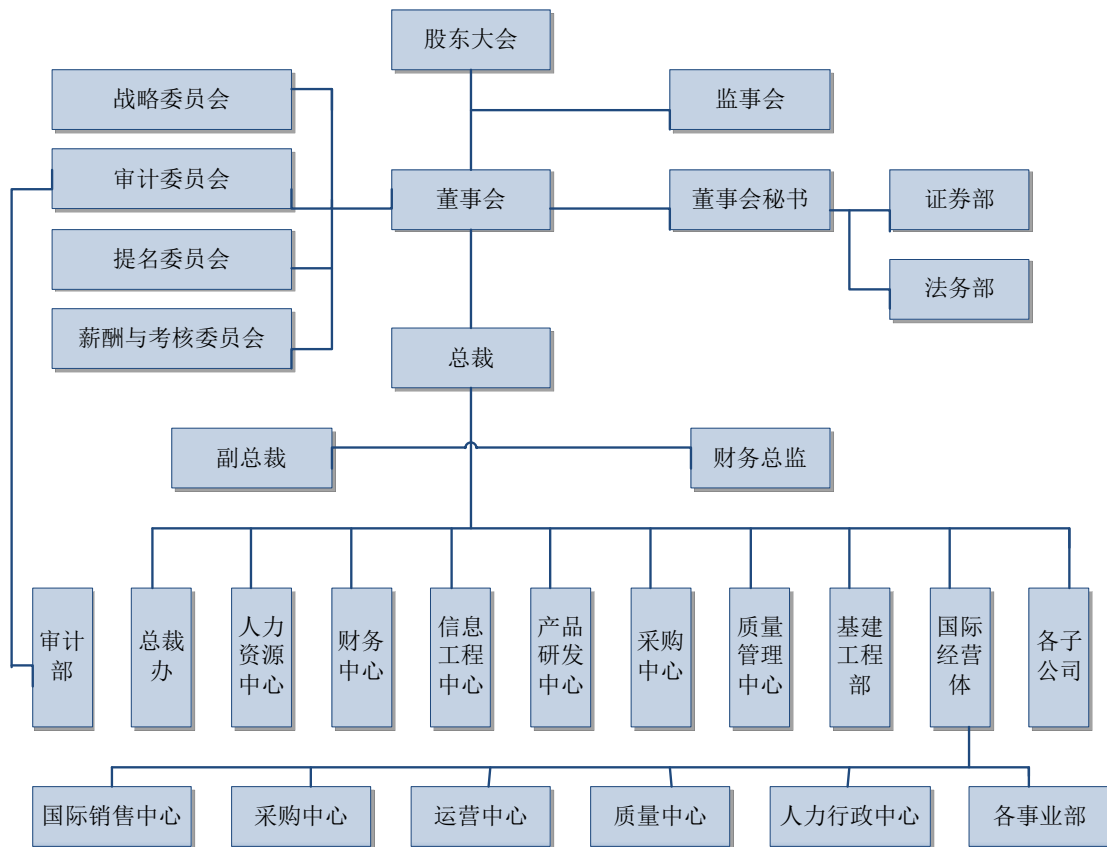 股东大会
战略委员会
监事会
审计委员会
董事会
董事会秘书
证券部
提名委员会
法务部
薪酬与考核委员会
总裁
副总裁
财务总监
审计
部
总裁
办
人力
资源
中心
财务
中心
信息
工程
中心
产品
研发
中心
采购
中心
质量
管理
中心
基建
工程
部
国际
经营
体
各子
公司
国际销售中心
采购中心
运营中心
质量中心
人力行政中心
各事业部